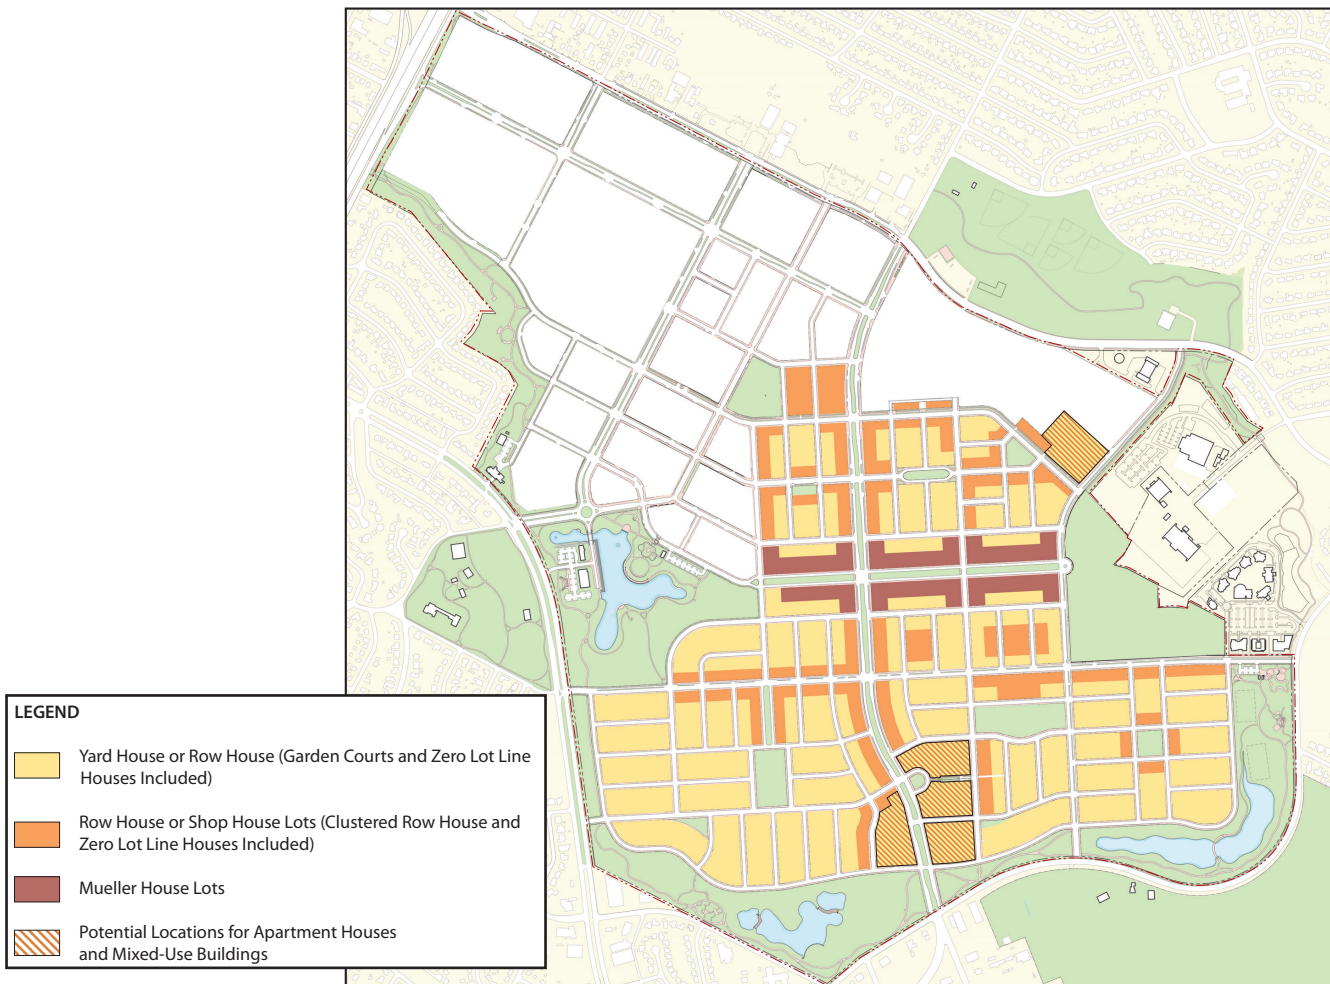 LEGEND
Yard House or Row House (Garden Courts and Zero Lot Line
Houses Included)
Row House or Shop House Lots (Clustered Row House and
Zero Lot Line Houses Included)
Mueller House Lots
Potential Locations for Apartment Houses
and Mixed-Use Buildings